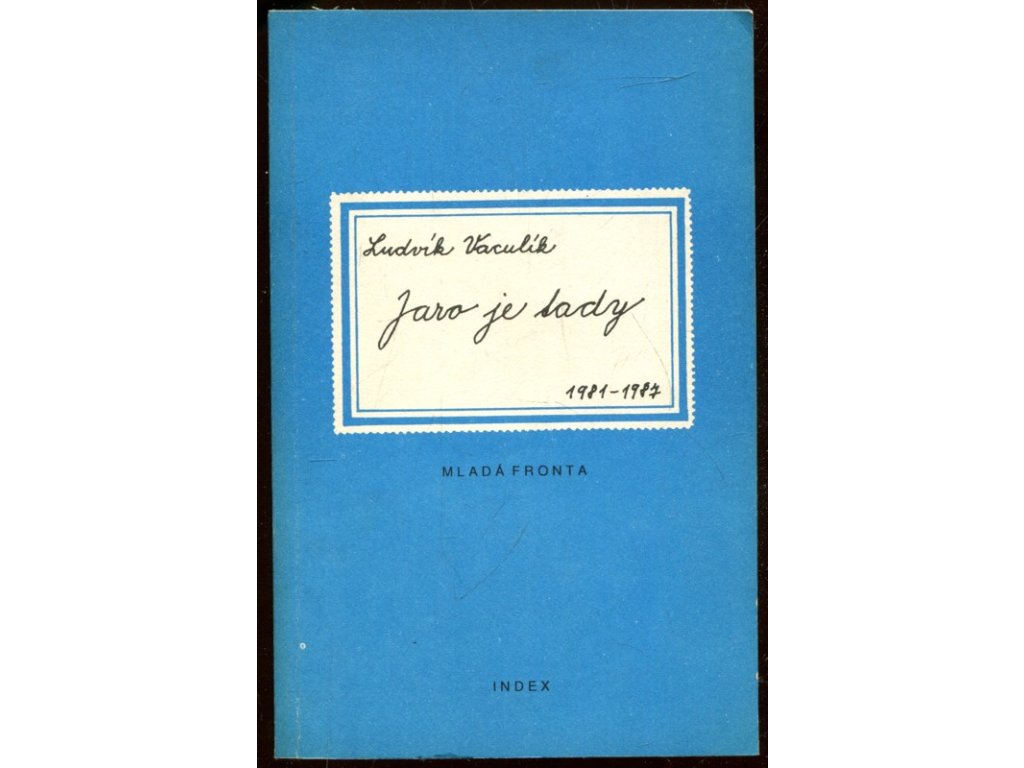 Ludvík Vaculík
Jaro je tady
1981-1987
MLADÁ FRONTA
INDEX